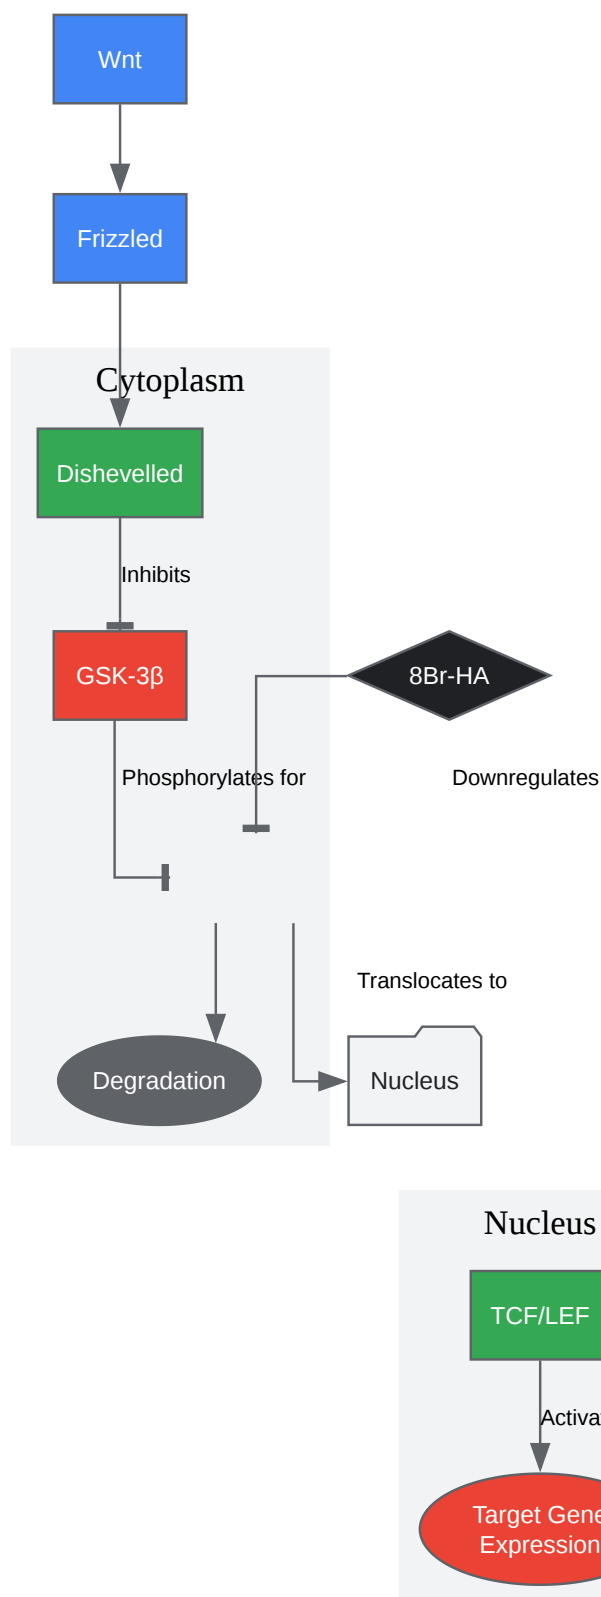 Wnt
Frizzled
Cytoplasm
Dishevelled
Inhibits
GSK-3β
8Br-HA
Phosphorylates for
Downregulates
Translocates to
Degradation
Nucleus
Nucleus
TCF/LEF
Activa
Target Gene
Expression